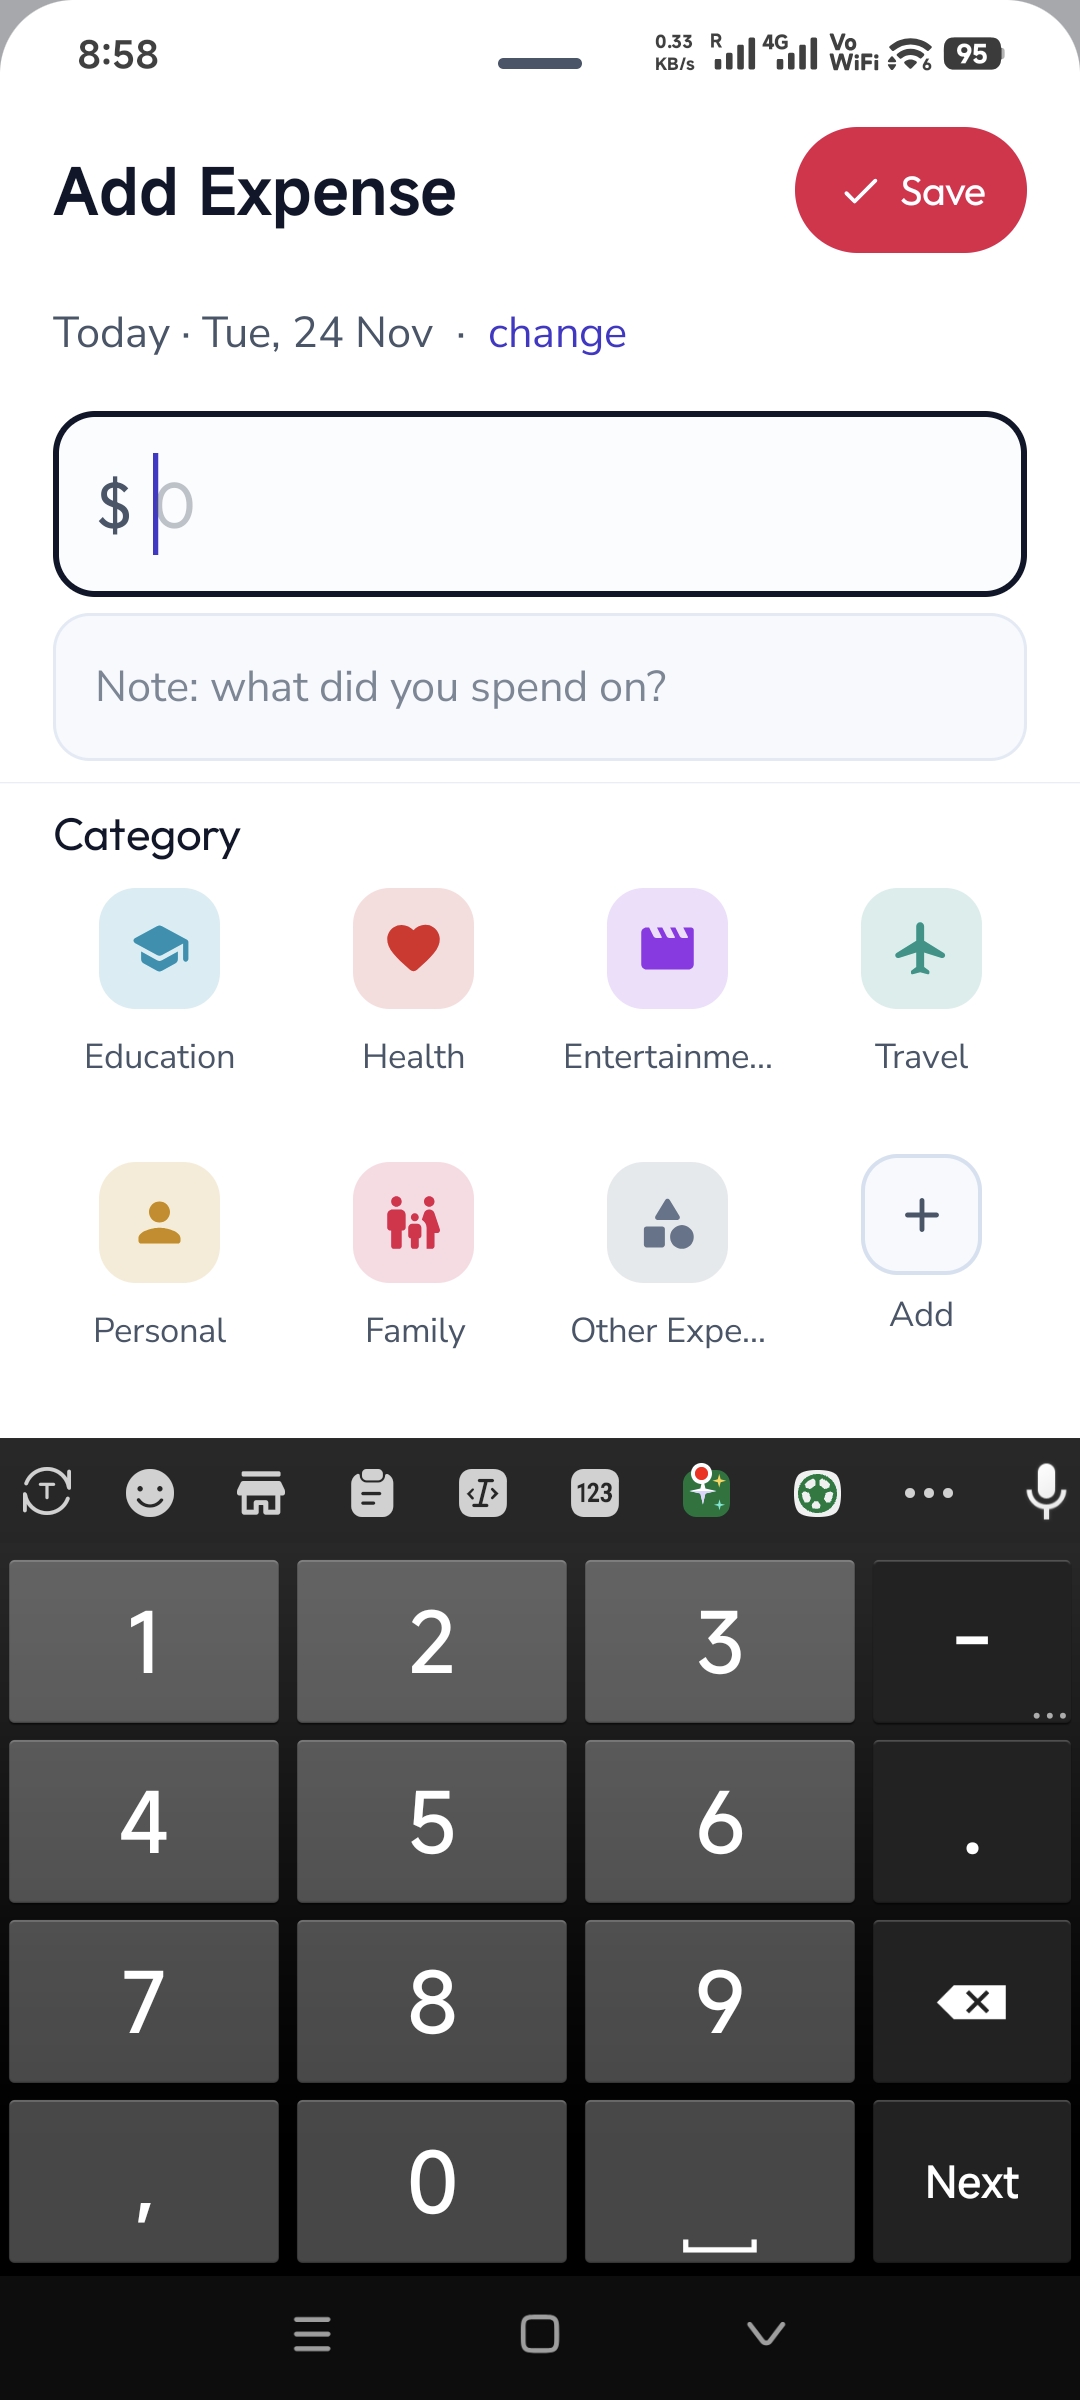 8:58
0.33 KB/s R 4G Vo WiFi 6 95
Add Expense
Save
Today · Tue, 24 Nov · change
$ 0
Note: what did you spend on?
Category
Education Health Entertainme... Travel
Personal Family Other Expe... Add
T 123
1 2 3 -
4 5 6 .
7 8 9
, 0 Next